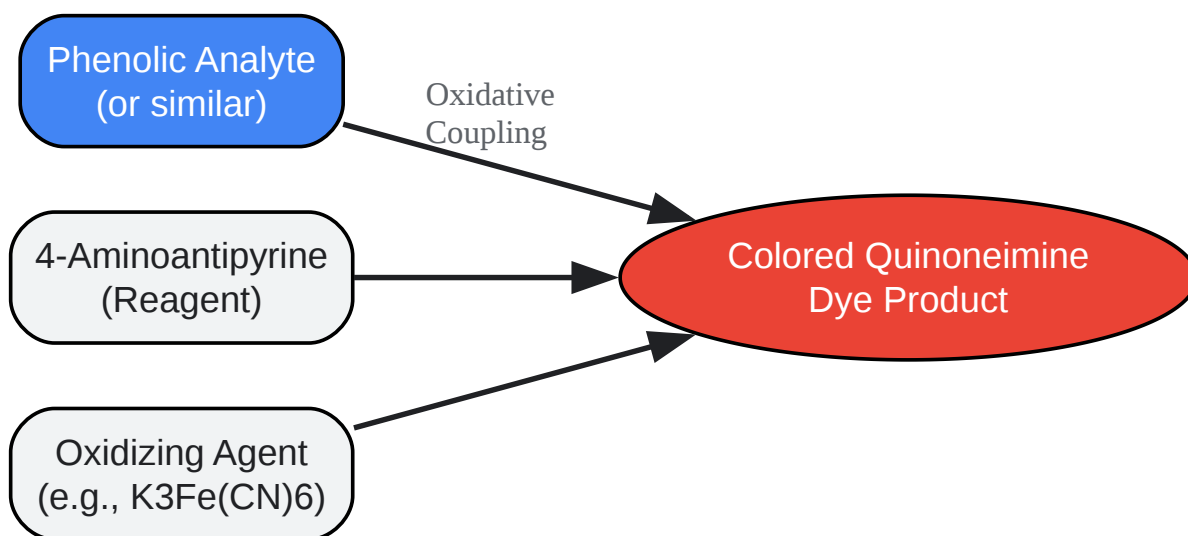 Phenolic Analyte
(or similar)
Oxidative
Coupling
4-Aminoantipyrine
(Reagent)
Colored Quinoneimine
Dye Product
Oxidizing Agent
(e.g., K3Fe(CN)6)